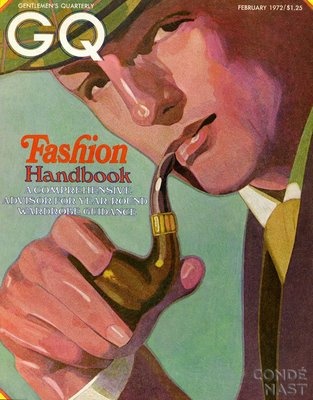 GENTLEMEN'S QUARTERLY
FEBRUARY 1972/$1.25
GQ
Fashion
Handbook
A COMPREHENSIVE
ADVISOR FOR YEAR-ROUND
WARDROBE GUIDANCE
CONDÉ
NAST